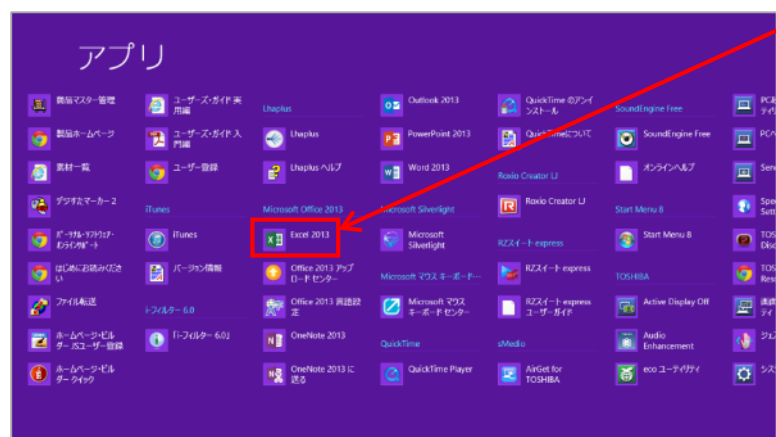 アプリ
商品マスター管理
製品ホームページ
素材一覧
デジすたマーカー2
パーソナル・ソフトウェア・
はじめにお読みくださ
い
ファイル転送
ホームページ・ビル
ダー JSユーザー登録
ホームページ・ビル
ダー クイック
ユーザーズ・ガイド 実
用編
ユーザーズ・ガイド 入
門編
ユーザー登録
iTunes
iTunes
バージョン情報
i-フィルター 6.0
「i-フィルター 6.0」
Lhaplus
Lhaplus
Lhaplus ヘルプ
Microsoft Office 2013
Excel 2013
Office 2013 アップ
ロード センター
Office 2013 言語設
定
OneNote 2013
OneNote 2013 に
送る
Outlook 2013
PowerPoint 2013
Word 2013
Microsoft Silverlight
Microsoft
Silverlight
Microsoft マウス キーボード…
Microsoft マウス
キーボード センター
QuickTime
QuickTime Player
QuickTime のアンイ
ンストール
QuickTimeについて
Roxio Creator LJ
Roxio Creator LJ
RZスイート express
RZスイート express
RZスイート express
ユーザーガイド
sMedio
AirGet for
TOSHIBA
SoundEngine Free
SoundEngine Free
オンラインヘルプ
Start Menu 8
Start Menu 8
TOSHIBA
Active Display Off
Audio
Enhancement
eco ユーティリティ